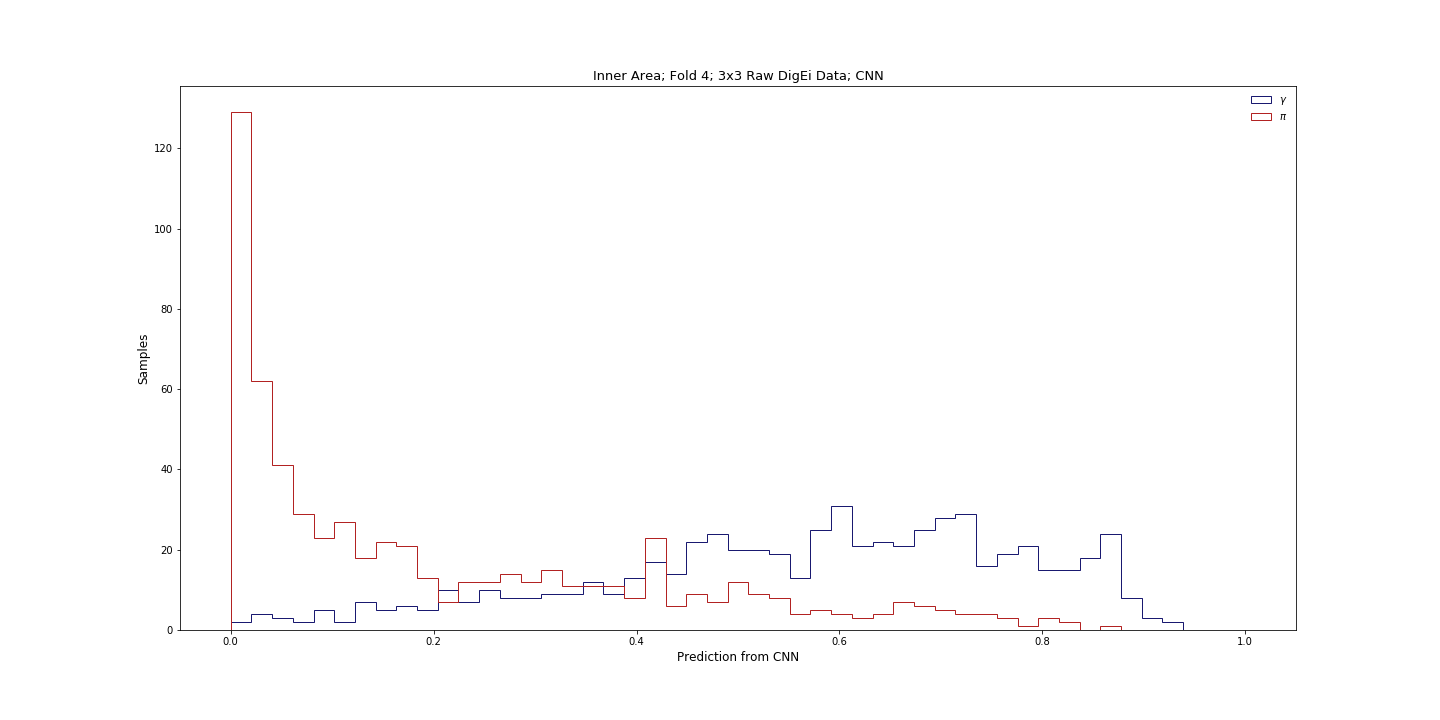 Inner Area; Fold 4; 3x3 Raw DigEi Data; CNN
γ
π
120
100
80
60
40
20
0
Samples
0.0 0.2 0.4 0.6 0.8 1.0
Prediction from CNN